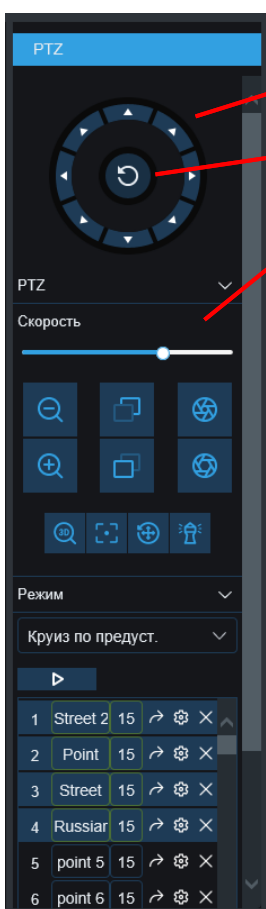 PTZ
PTZ
Скорость
3D
Режим
Круиз по предуст.
1 Street 2 15
2 Point 15
3 Street 15
4 Russiar 15
5 point 5 15
6 point 6 15